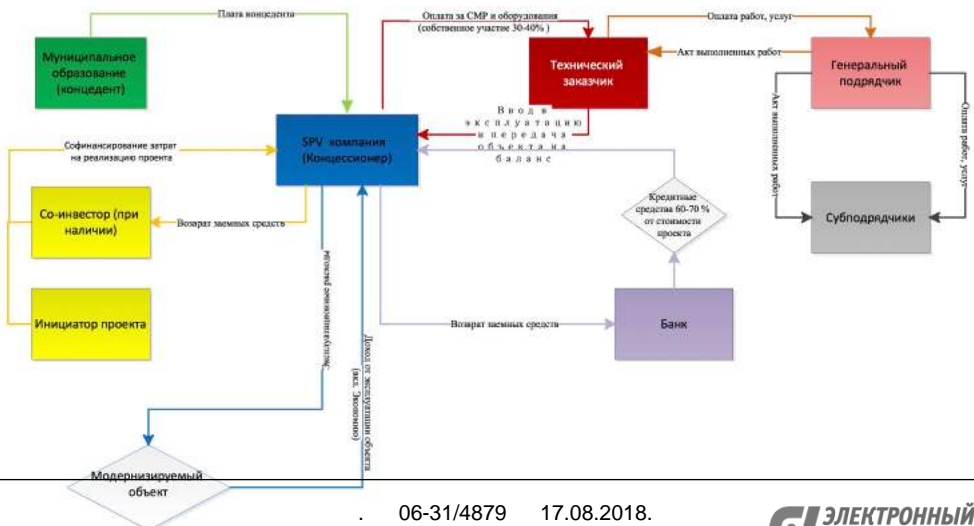 Плата концедента
Оплата за СМР и оборудования
(собственное участие 30-40% )
Оплата работ, услуг
Муниципальное
образование
(концедент)
Технический
заказчик
Акт выполненных работ
Генеральный
подрядчик
Ввод в
эксплуатацию
и передача
объекта на
баланс
SPV компания
(Концессионер)
Софинансирование затрат
на реализацию проекта
Акт выполненных работ
Оплата работ, услуг
Со-инвестор (при
наличии)
Возврат заемных средств
Кредитные
средства 60-70 %
от стоимости
проекта
Субподрядчики
Эксплуатационные расходы
Доход от эксплуатации объекта
(вкл. Экономию)
Инициатор проекта
Возврат заемных средств
Банк
Модернизируемый
объект
. 06-31/4879 17.08.2018.
ЭЛЕКТРОННЫЙ